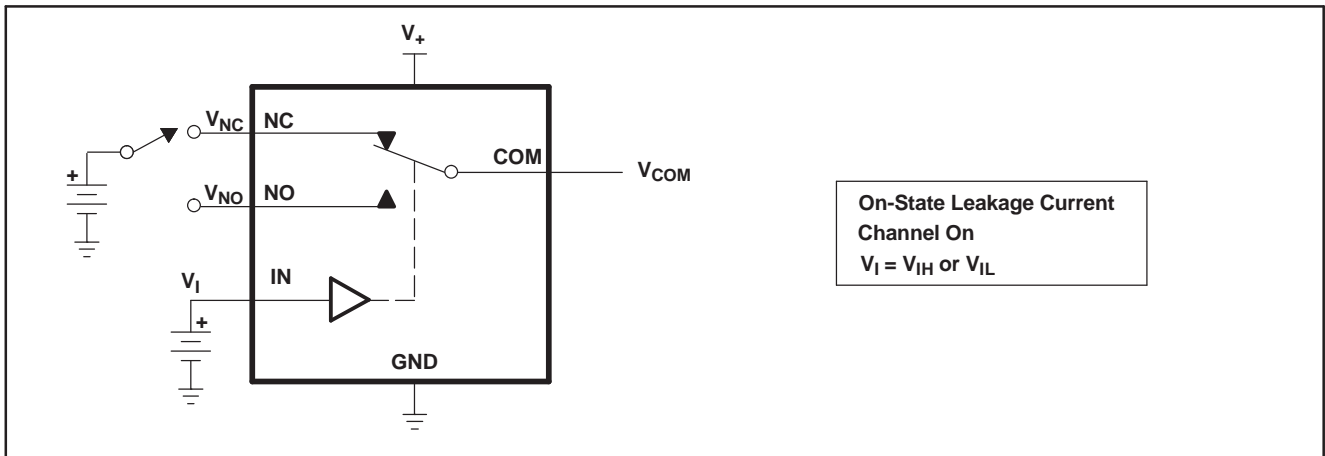 V+
VNC NC
COM
VCOM
+
VNO NO
VI IN
+
GND
On-State Leakage Current
Channel On
VI = VIH or VIL